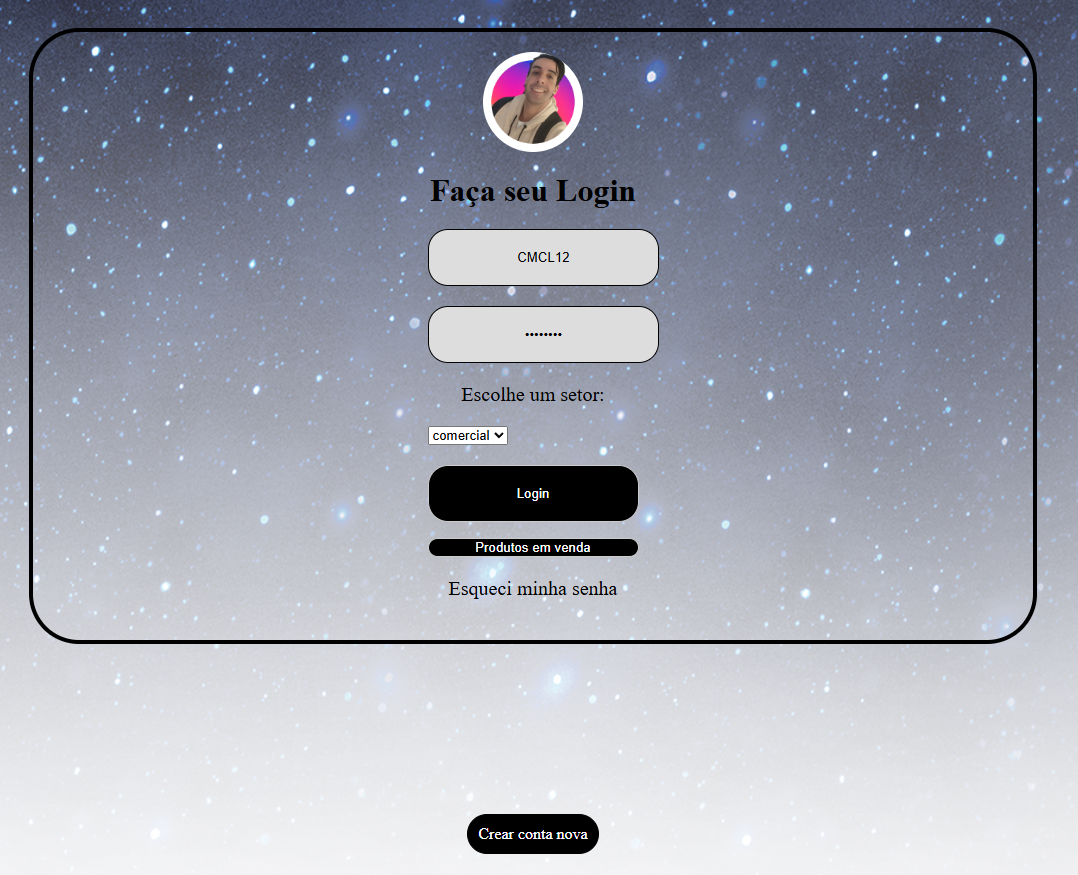 Faça seu Login
CMCL12
••••••••
Escolhe um setor:
comercial
Login
Produtos em venda
Esqueci minha senha
Crear conta nova